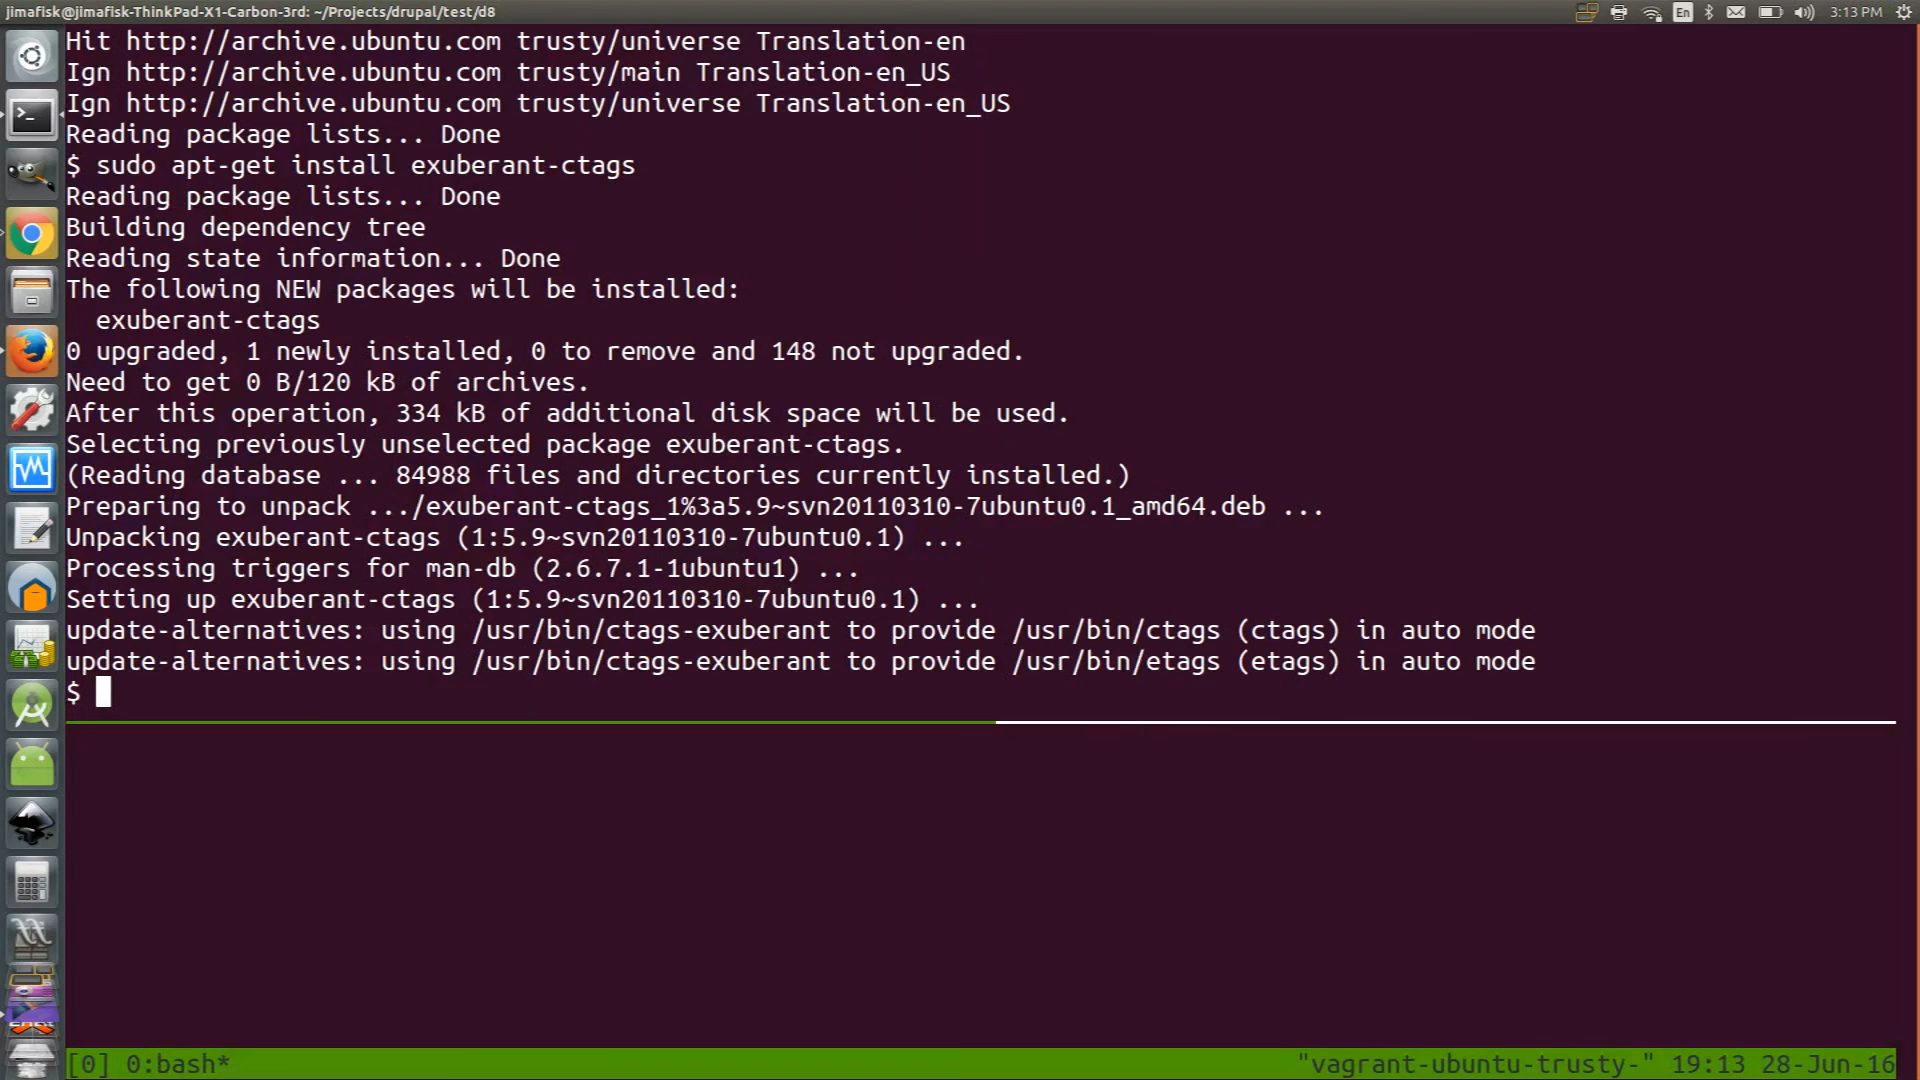 jimafisk@jimafisk-ThinkPad-X1-Carbon-3rd: ~/Projects/drupal/test/d8
En
3:13 PM
Hit http://archive.ubuntu.com trusty/universe Translation-en
Ign http://archive.ubuntu.com trusty/main Translation-en_US
Ign http://archive.ubuntu.com trusty/universe Translation-en_US
Reading package lists... Done
$ sudo apt-get install exuberant-ctags
Reading package lists... Done
Building dependency tree
Reading state information... Done
The following NEW packages will be installed:
  exuberant-ctags
0 upgraded, 1 newly installed, 0 to remove and 148 not upgraded.
Need to get 0 B/120 kB of archives.
After this operation, 334 kB of additional disk space will be used.
Selecting previously unselected package exuberant-ctags.
(Reading database ... 84988 files and directories currently installed.)
Preparing to unpack .../exuberant-ctags_1%3a5.9~svn20110310-7ubuntu0.1_amd64.deb ...
Unpacking exuberant-ctags (1:5.9~svn20110310-7ubuntu0.1) ...
Processing triggers for man-db (2.6.7.1-1ubuntu1) ...
Setting up exuberant-ctags (1:5.9~svn20110310-7ubuntu0.1) ...
update-alternatives: using /usr/bin/ctags-exuberant to provide /usr/bin/ctags (ctags) in auto mode
update-alternatives: using /usr/bin/ctags-exuberant to provide /usr/bin/etags (etags) in auto mode
$
[0] 0:bash* "vagrant-ubuntu-trusty-" 19:13 28-Jun-16